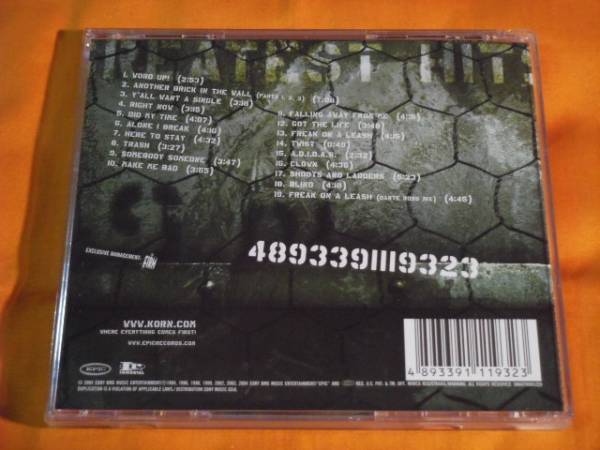 GREATEST HITS
1. WORD UP! (2:53)
2. ANOTHER BRICK IN THE WALL (PARTS 1, 2, 3) (7:08)
3. Y'ALL WANT A SINGLE (3:18)
4. RIGHT NOW (3:15)
5. DID MY TIME (4:07)
6. ALONE I BREAK (4:16)
7. HERE TO STAY (4:32)
8. TRASH (3:27)
9. SOMEBODY SOMEONE (3:47)
10. MAKE ME BAD (3:55)
11. FALLING AWAY FROM ME (4:31)
12. GOT THE LIFE (3:48)
13. FREAK ON A LEASH (4:15)
14. TWIST (0:49)
15. A.D.I.D.A.S. (2:32)
16. CLOWN (4:36)
17. SHOOTS AND LADDERS (5:23)
18. BLIND (4:18)
19. FREAK ON A LEASH (DANTE ROSS MIX) (4:45)
EXCLUSIVE MANAGEMENT:
FIRM
489339III9323
WWW.KORN.COM
WHERE EVERYTHING COMES FIRST!
WWW.EPICRECORDS.COM
EPIC
IMMORTAL
4 893391 119323